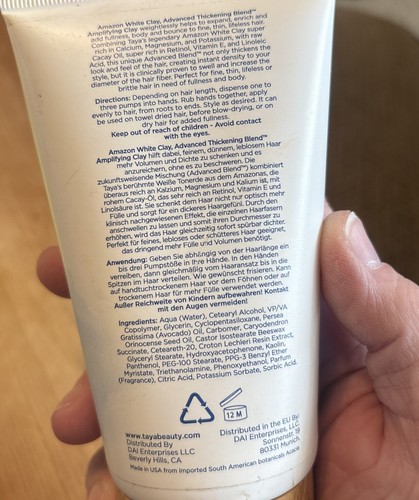 Amazon White Clay, Advanced Thickening Blend™
Amplifying Clay weightlessly helps to expand, enrich and
add fullness, body and bounce to fine, thin, lifeless hair.
Combining Taya's legendary Amazon White Clay super
rich in Calcium, Magnesium, and Potassium, with raw
Cacay Oil, super rich in Retinol, Vitamin E, and Linoleic
Acid, this unique Advanced Blend™ not only thickens the
look and feel of the hair, creating instant density to your
style, but it is clinically proven to swell and increase the
diameter of the hair fiber. Perfect for fine, thin, lifeless or
brittle hair in need of fullness and body.
Directions: Depending on hair length, dispense one to
three pumps into hands. Rub hands together, apply
evenly to hair, from roots to ends. Style as desired. It can
be used on towel dried hair, before blow-drying, or on
dry hair for added fullness.
Keep out of reach of children - Avoid contact
with the eyes.
Amazon White Clay, Advanced Thickening Blend™
Amplifying Clay hilft dabei, feinem, dünnem, leblosem Haar
mehr Volumen und Dichte zu schenken und es
anzureichern, ohne es zu beschweren. Die
zukunftsweisende Mischung (Advanced Blend™) kombiniert
Taya's berühmte Weiße Tonerde aus dem Amazonas, die
überaus reich an Kalzium, Magnesium und Kalium ist, mit
rohem Cacay-Öl, das sehr reich an Retinol, Vitamin E und
Linolsäure ist. Sie schenkt dem Haar nicht nur optisch mehr
Fülle und sorgt für ein dickeres Haargefühl. Durch den
klinisch nachgewiesenen Effekt, die einzelnen Haarfasern
anschwellen zu lassen und somit ihren Durchmesser zu
erhöhen, wird das Haar gleichzeitig sofort spürbar dichter.
Perfekt für feines, lebloses oder schütteres Haar geeignet,
das dringend mehr Fülle und Volumen benötigt.
Anwendung: Geben Sie abhängig von der Haarlänge ein
bis drei Pumpstöße in Ihre Hände. In den Händen
verreiben, dann gleichmäßig vom Haaransatz bis in die
Spitzen im Haar verteilen. Wie gewünscht frisieren. Kann
auf handtuchtrockenem Haar vor dem Föhnen oder auf
trockenem Haar für mehr Fülle verwendet werden.
Außer Reichweite von Kindern aufbewahren! Kontakt
mit den Augen vermeiden!
Ingredients: Aqua (Water), Cetearyl Alcohol, VP/VA
Copolymer, Glycerin, Cyclopentasiloxane, Persea
Gratissima (Avocado) Oil, Carbomer, Caryodendron
Orinocense Seed Oil, Castor Isostearate Beeswax
Succinate, Ceteareth-20, Croton Lechleri Resin Extract,
Glyceryl Stearate, Hydroxyacetophenone, Kaolin,
Panthenol, PEG-100 Stearate, PPG-3 Benzyl Ether
Myristate, Triethanolamine, Phenoxyethanol, Parfum
(Fragrance), Citric Acid, Potassium Sorbate, Sorbic Acid.
12 M
www.tayabeauty.com
Distributed By
DAI Enterprises LLC
Beverly Hills, CA
Distributed in the EU By:
DAI Enterprises, LLC.
Sonnenstr. 19
80331 Munich,
Made in USA from Imported South American botanicals Acacia.